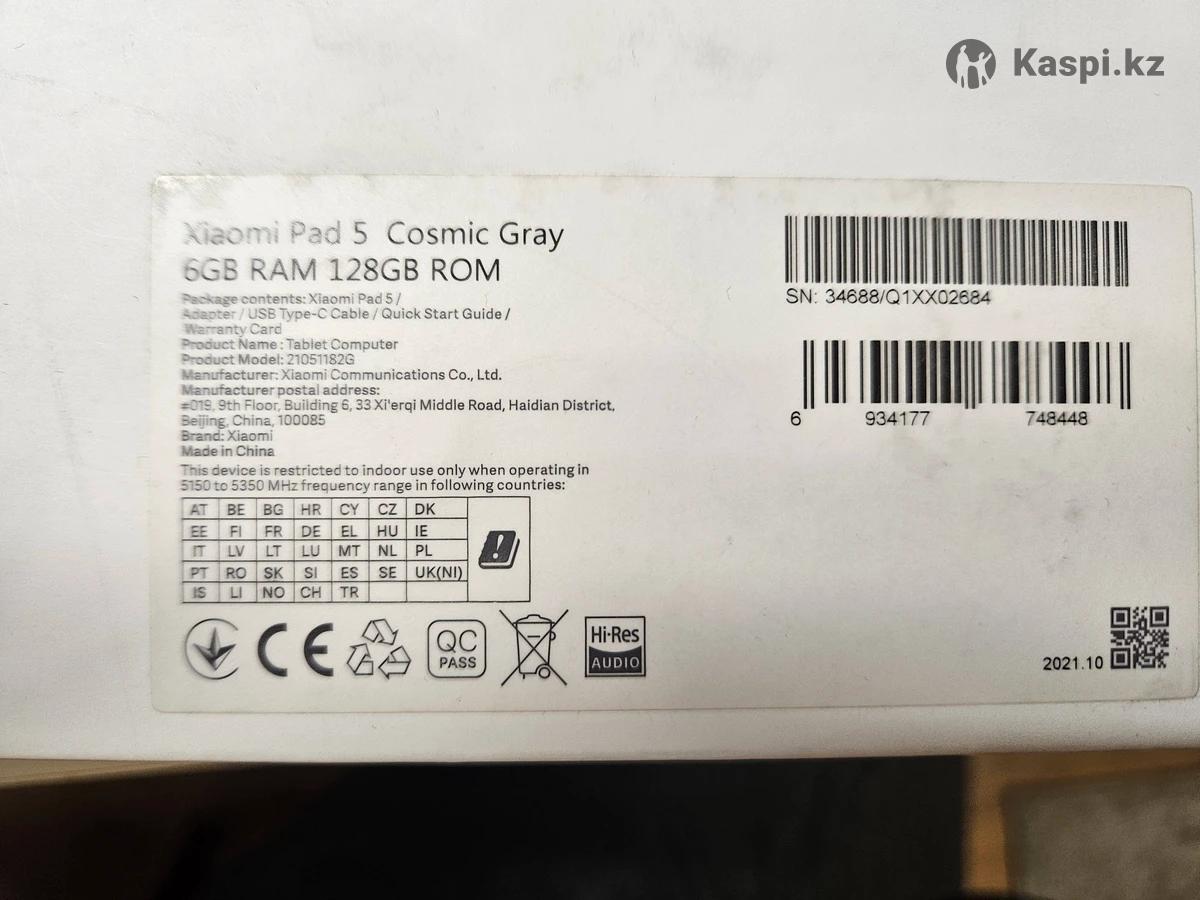 Kaspi.kz
Xiaomi Pad 5 Cosmic Gray
6GB RAM 128GB ROM
Package contents: Xiaomi Pad 5 /
Adapter / USB Type-C Cable / Quick Start Guide /
Warranty Card
Product Name : Tablet Computer
Product Model: 21051182G
Manufacturer: Xiaomi Communications Co., Ltd.
Manufacturer postal address:
#019, 9th Floor, Building 6, 33 Xi'erqi Middle Road, Haidian District,
Beijing, China, 100085
Brand: Xiaomi
Made in China
This device is restricted to indoor use only when operating in
5150 to 5350 MHz frequency range in following countries:
AT BE BG HR CY CZ DK
EE FI FR DE EL HU IE
IT LV LT LU MT NL PL
PT RO SK SI ES SE UK(NI)
IS LI NO CH TR
CE
QC
PASS
Hi-Res
AUDIO
SN: 34688/Q1XX02684
6 934177 748448
2021.10